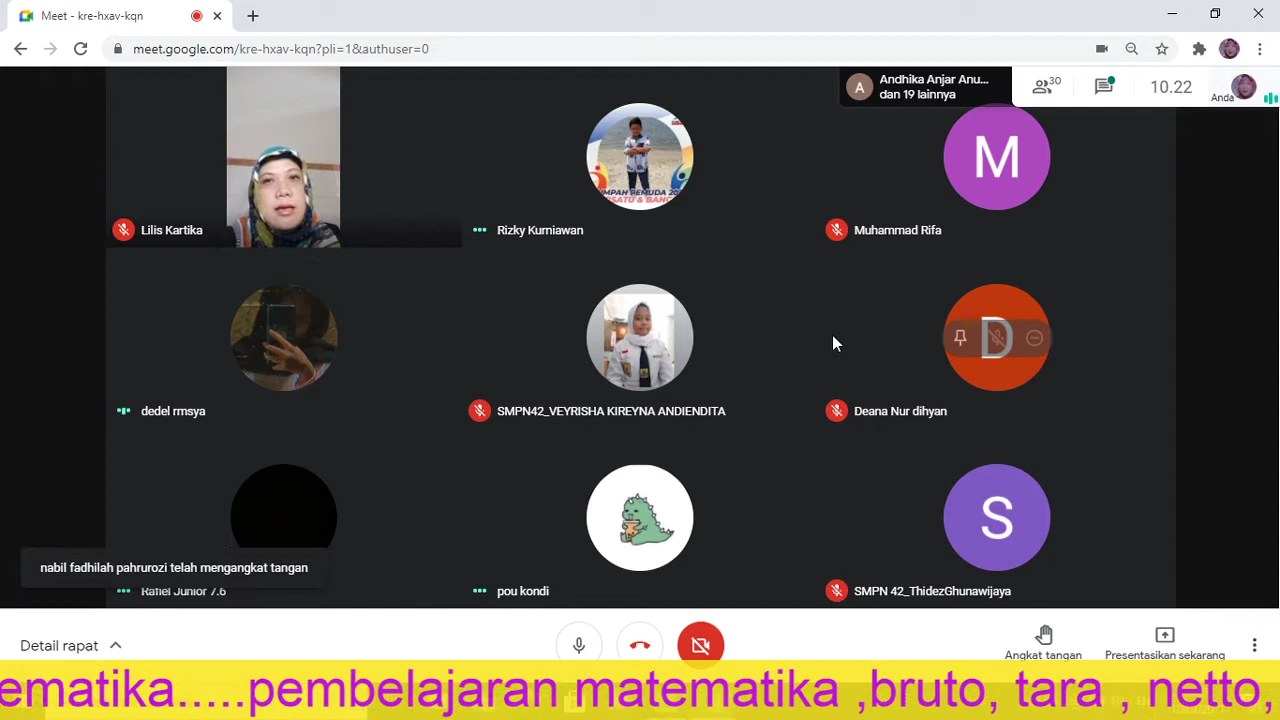 Meet - kre-hxav-kqn
meet.google.com/kre-hxav-kqn?pli=1&authuser=0
Andhika Anjar Anu...
dan 19 lainnya
A
30
10.22
Anda
Lilis Kartika
Rizky Kurniawan
M
Muhammad Rifa
dedel rmsya
SMPN42_VEYRISHA KIREYNA ANDIENDITA
D
Deana Nur dihyan
nabil fadhilah pahrurozi telah mengangkat tangan
Rafiel Junior 7.6
pou kondi
S
SMPN 42_ThidezGhunawijaya
Detail rapat
Angkat tangan
Presentasikan sekarang
ematika.....pembelajaran matematika ,bruto, tara , netto,